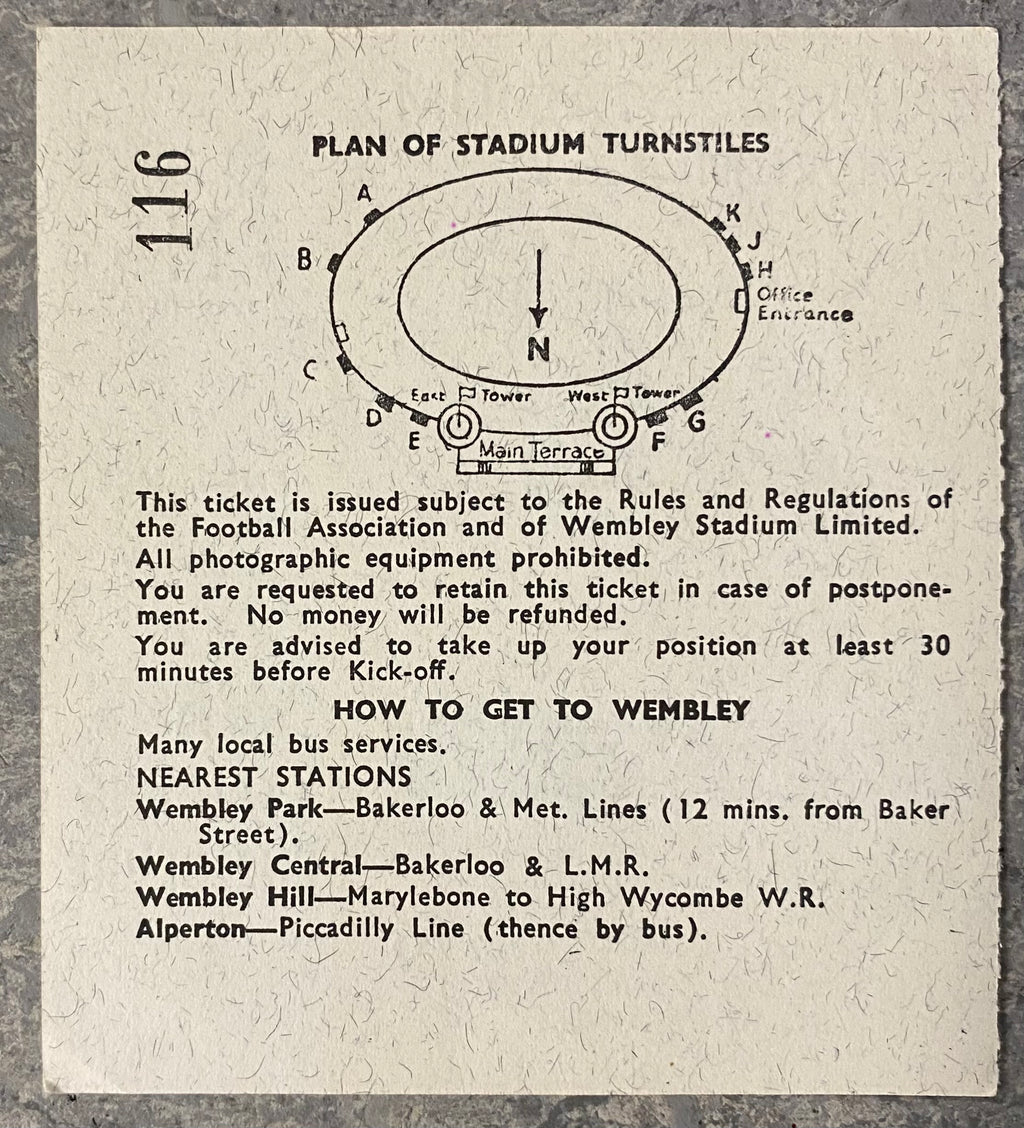 116
PLAN OF STADIUM TURNSTILES
A
K
J
B
H
Office
Entrance
N
C
East Tower
West Tower
D
G
E
F
Main Terrace
This ticket is issued subject to the Rules and Regulations of
the Football Association and of Wembley Stadium Limited.
All photographic equipment prohibited.
You are requested to retain this ticket in case of postpone-
ment. No money will be refunded.
You are advised to take up your position at least 30
minutes before Kick-off.
HOW TO GET TO WEMBLEY
Many local bus services.
NEAREST STATIONS
Wembley Park—Bakerloo & Met. Lines (12 mins. from Baker
Street).
Wembley Central—Bakerloo & L.M.R.
Wembley Hill—Marylebone to High Wycombe W.R.
Alperton—Piccadilly Line (thence by bus).